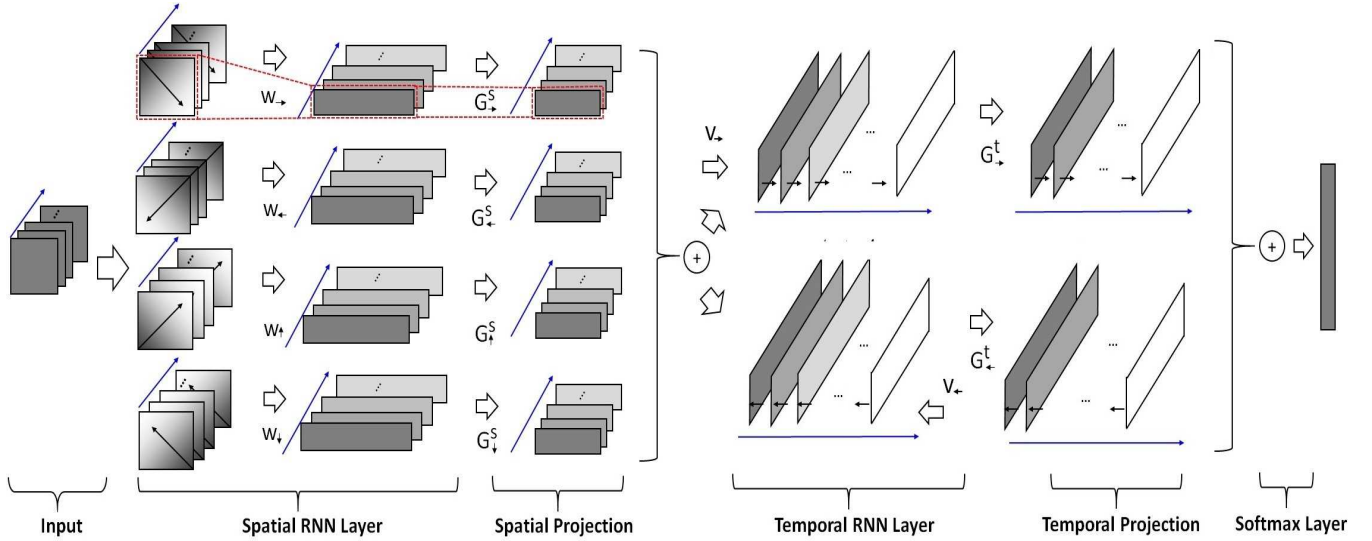 W→
G^S→
W←
G^S←
W↑
G^S↑
W↓
G^S↓
+
V→
...
G^t→
...
...
...
...
V←
...
G^t←
...
...
+
Input
Spatial RNN Layer
Spatial Projection
Temporal RNN Layer
Temporal Projection
Softmax Layer